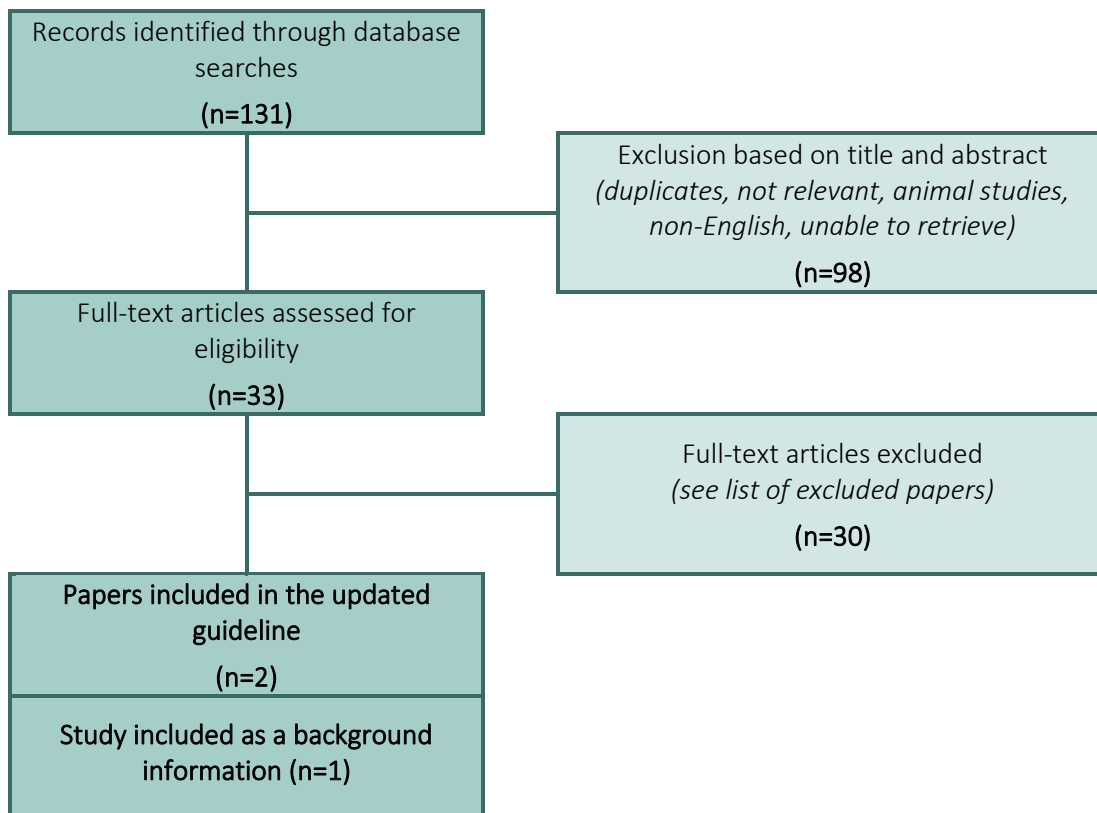 Records identified through database
searches
(n=131)
Exclusion based on title and abstract
(duplicates, not relevant, animal studies,
non-English, unable to retrieve)
(n=98)
Full-text articles assessed for
eligibility
(n=33)
Full-text articles excluded
(see list of excluded papers)
(n=30)
Papers included in the updated
guideline
(n=2)
Study included as a background
information (n=1)